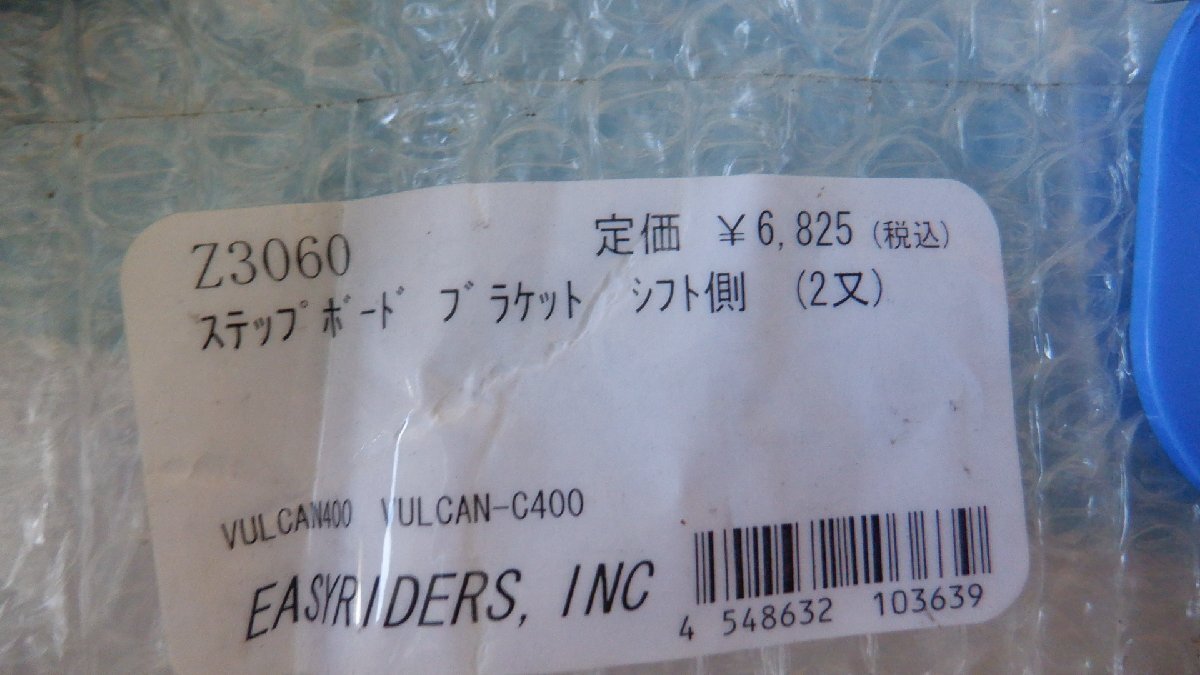 Z3060 定価 ¥6,825(税込)
ｽﾃｯﾌﾟﾎﾞｰﾄﾞ ﾌﾞﾗｹｯﾄ ｼﾌﾄ側 (2又)
VULCAN400 VULCAN-C400
EASYRIDERS, INC
4 548632 103639